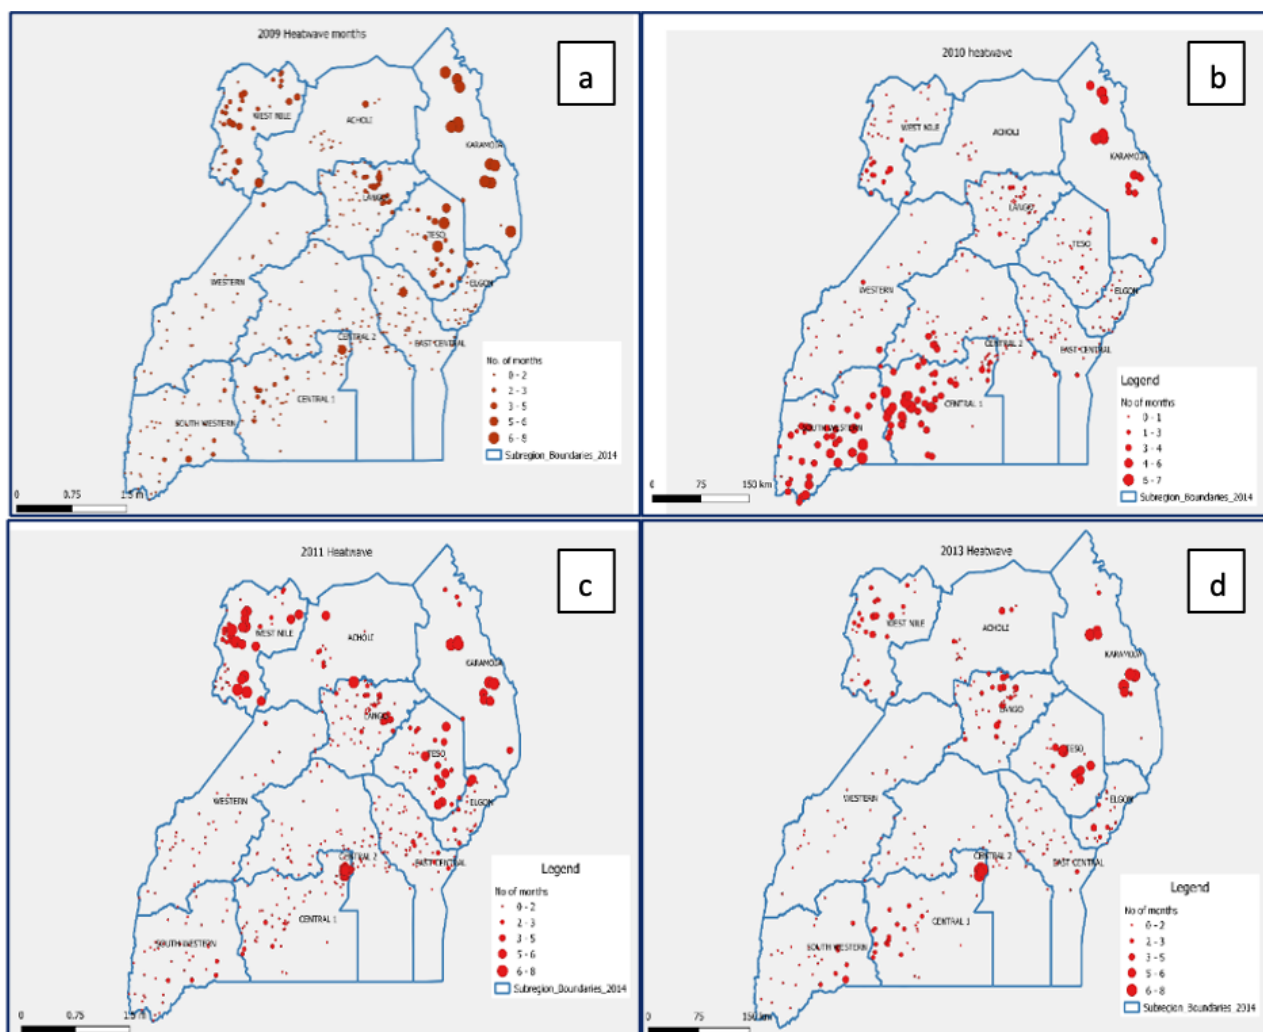 2009 Heatwave months
a
WEST NILE
ACHOLI
KARAMOJA
LANGO
TESO
WESTERN
ELGON
CENTRAL 2
EAST CENTRAL
CENTRAL 1
SOUTH WESTERN
No. of months
0 - 2
2 - 3
3 - 5
5 - 6
6 - 8
Subregion_Boundaries_2014
0 0.75 1.5 m
2010 heatwave
b
WEST NILE
ACHOLI
KARAMOJA
LANGO
TESO
WESTERN
ELGON
CENTRAL 2
EAST CENTRAL
CENTRAL 1
SOUTH WESTERN
Legend
No of months
0 - 1
1 - 3
3 - 4
4 - 6
6 - 7
Subregion_Boundaries_2014
0 75 150 km
2011 Heatwave
c
WEST NILE
ACHOLI
KARAMOJA
LANGO
TESO
WESTERN
ELGON
CENTRAL 2
EAST CENTRAL
CENTRAL 1
SOUTH WESTERN
Legend
No of months
0 - 2
2 - 3
3 - 5
5 - 6
6 - 8
Subregion_Boundaries_2014
0 0.75 1.5 m
2013 Heatwave
d
WEST NILE
ACHOLI
KARAMOJA
LANGO
TESO
WESTERN
ELGON
CENTRAL 2
EAST CENTRAL
CENTRAL 1
SOUTH WESTERN
Legend
No of months
0 - 2
2 - 3
3 - 5
5 - 6
6 - 8
Subregion_Boundaries_2014
0 75 150 km